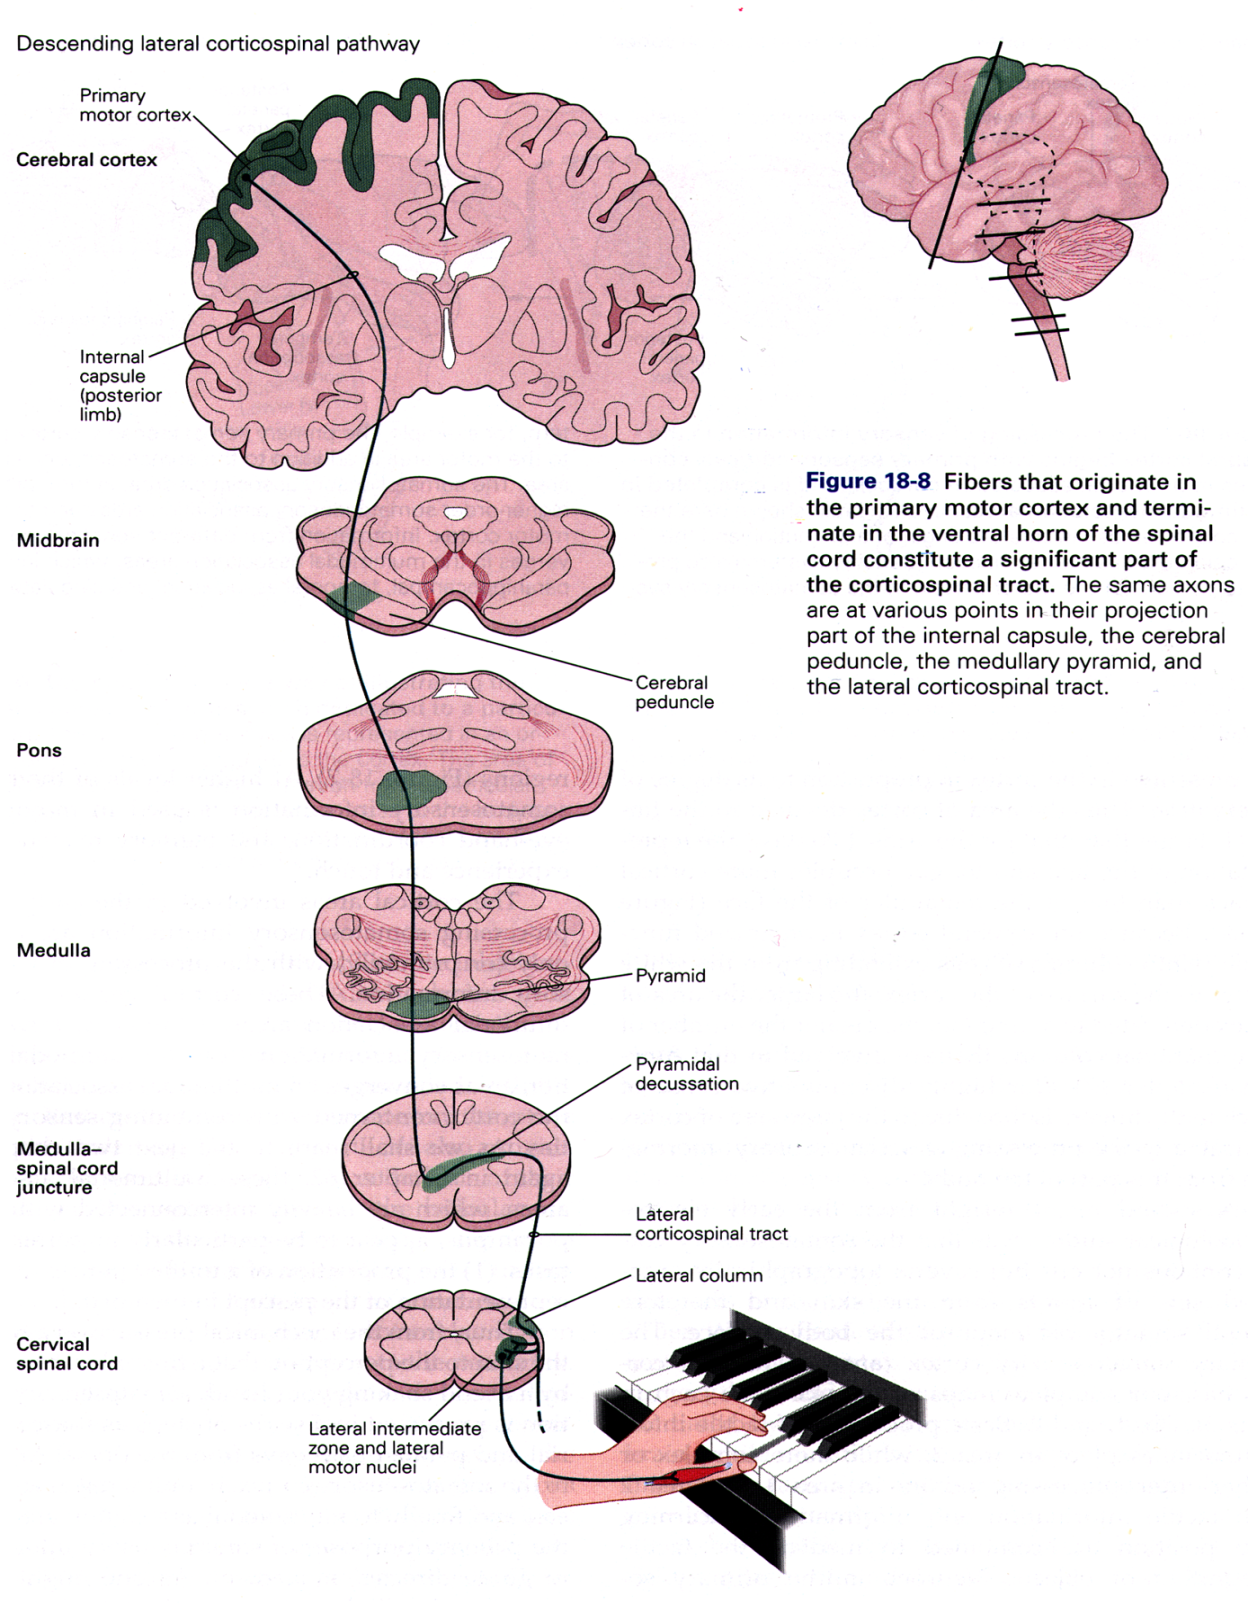 Descending lateral corticospinal pathway
Primary
motor cortex
Cerebral cortex
Internal
capsule
(posterior
limb)
Midbrain
Cerebral
peduncle
Pons
Medulla
Pyramid
Pyramidal
decussation
Medulla–
spinal cord
juncture
Lateral
corticospinal tract
Lateral column
Cervical
spinal cord
Lateral intermediate
zone and lateral
motor nuclei
Figure 18-8 Fibers that originate in
the primary motor cortex and termi-
nate in the ventral horn of the spinal
cord constitute a significant part of
the corticospinal tract. The same axons
are at various points in their projection
part of the internal capsule, the cerebral
peduncle, the medullary pyramid, and
the lateral corticospinal tract.